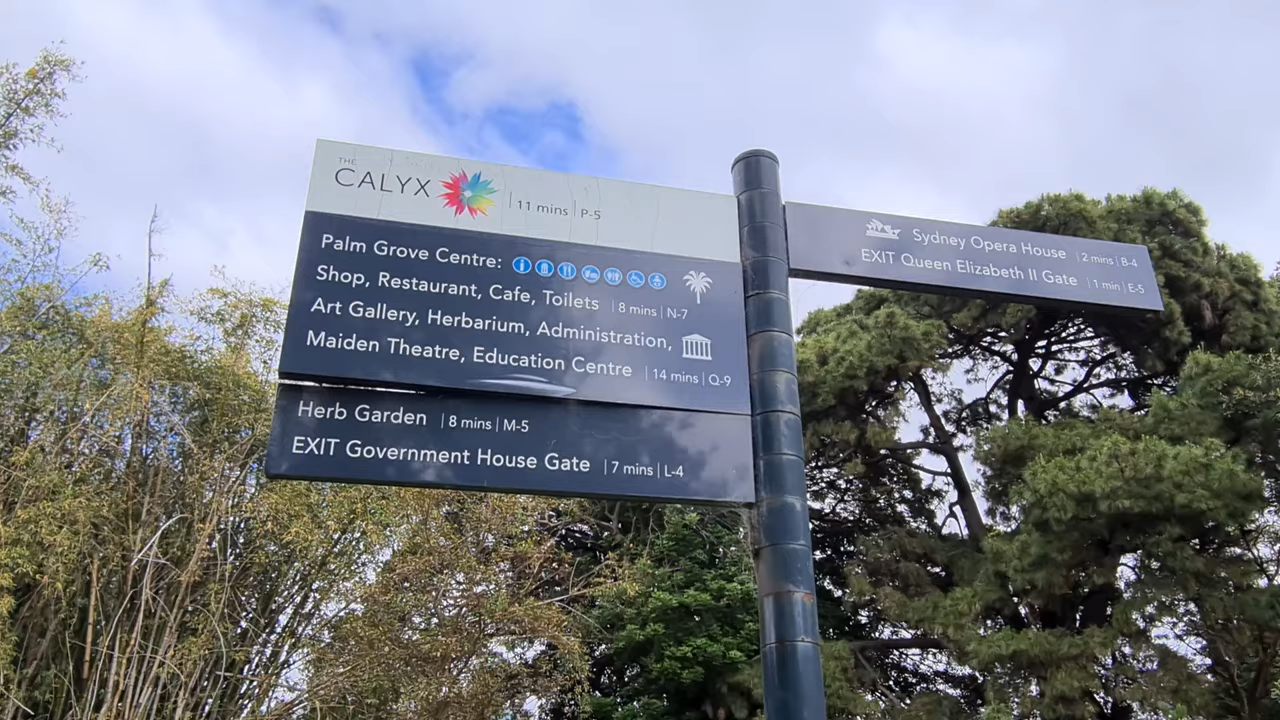 THE
CALYX | 11 mins | P-5
Palm Grove Centre:
Shop, Restaurant, Cafe, Toilets | 8 mins | N-7
Art Gallery, Herbarium, Administration,
Maiden Theatre, Education Centre | 14 mins | Q-9
Herb Garden | 8 mins | M-5
EXIT Government House Gate | 7 mins | L-4
Sydney Opera House | 2 mins | B-4
EXIT Queen Elizabeth II Gate | 1 min | E-5